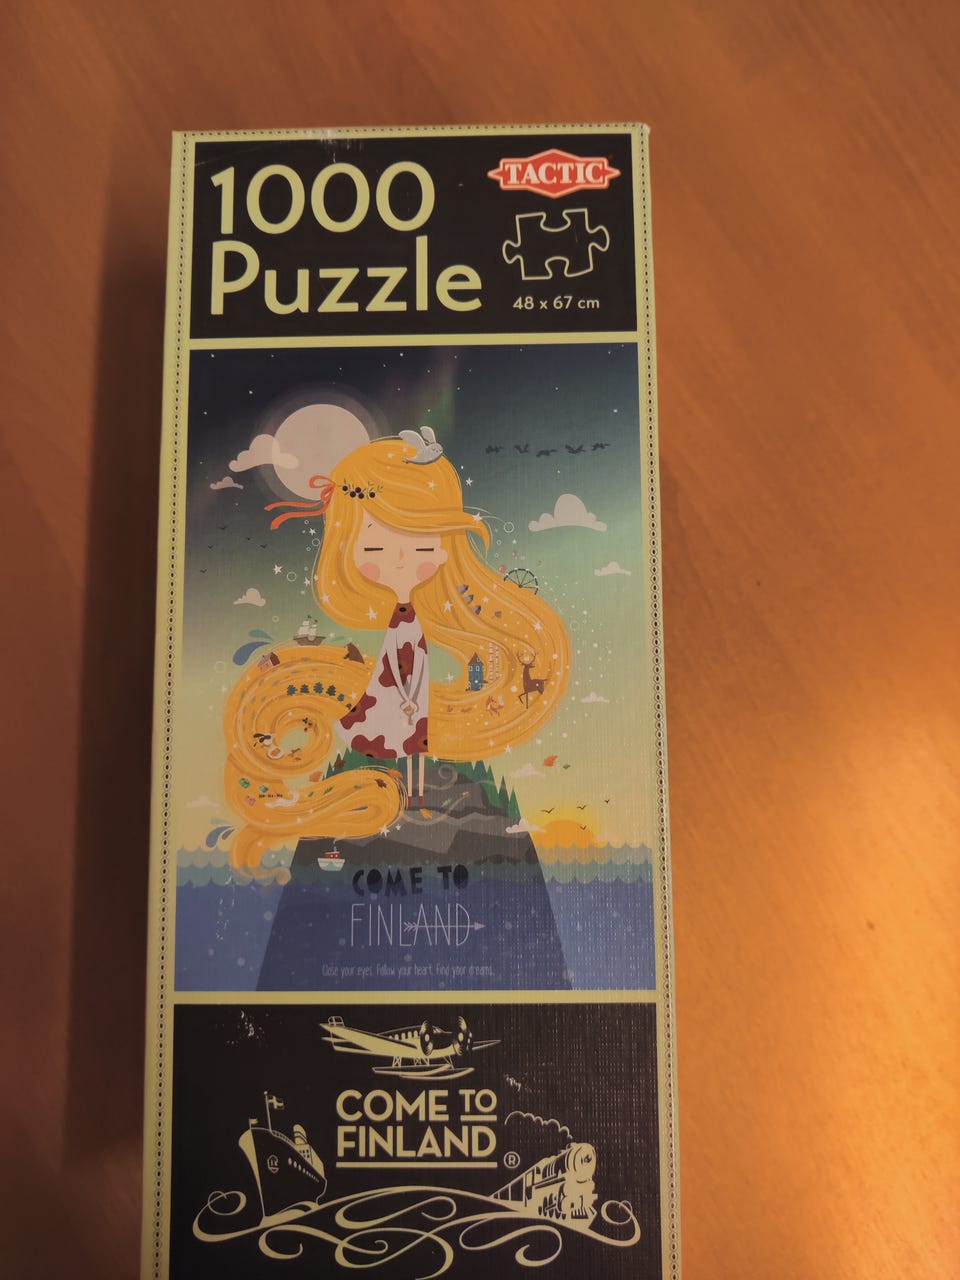 1000
Puzzle
TACTIC
48 x 67 cm
COME TO
FINLAND
Close your eyes. Follow your heart. Find your dreams.
COME TO
FINLAND
®